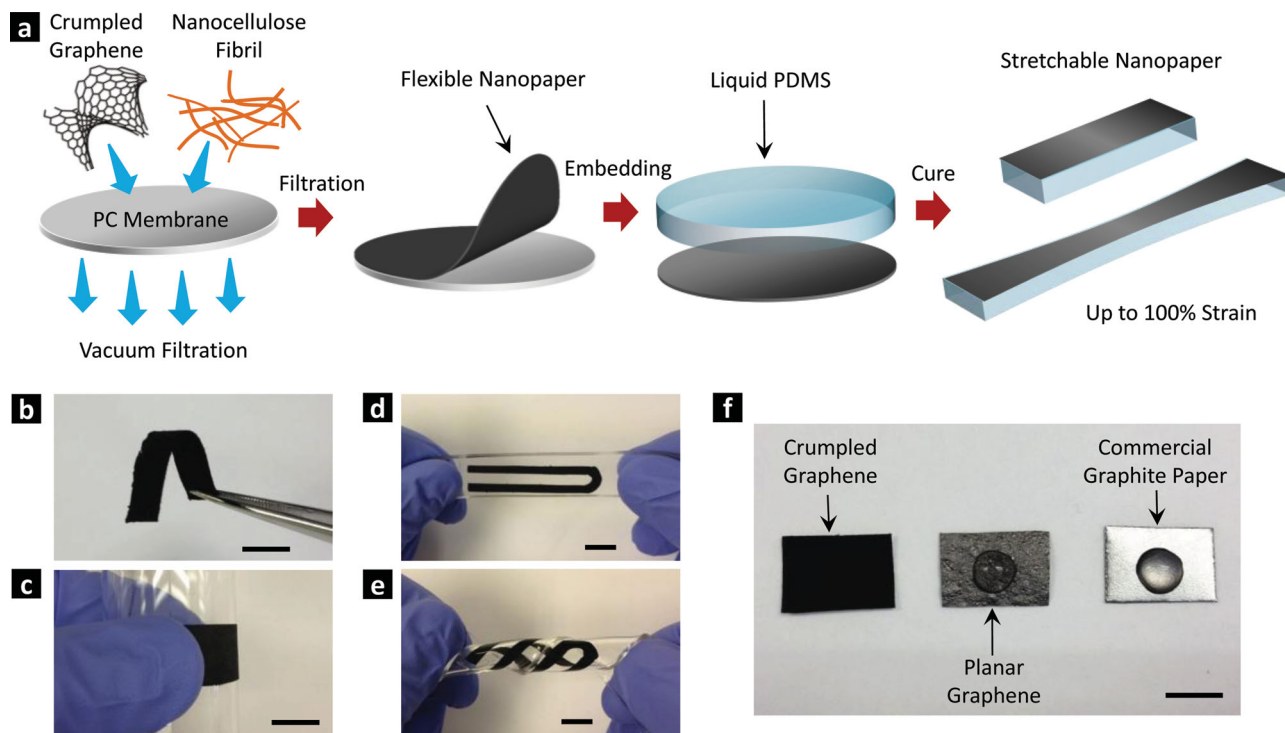 a
Crumpled
Graphene
Nanocellulose
Fibril
PC Membrane
Vacuum Filtration
Filtration
Flexible Nanopaper
Embedding
Liquid PDMS
Cure
Stretchable Nanopaper
Up to 100% Strain
b
c
d
e
f
Crumpled
Graphene
Planar
Graphene
Commercial
Graphite Paper